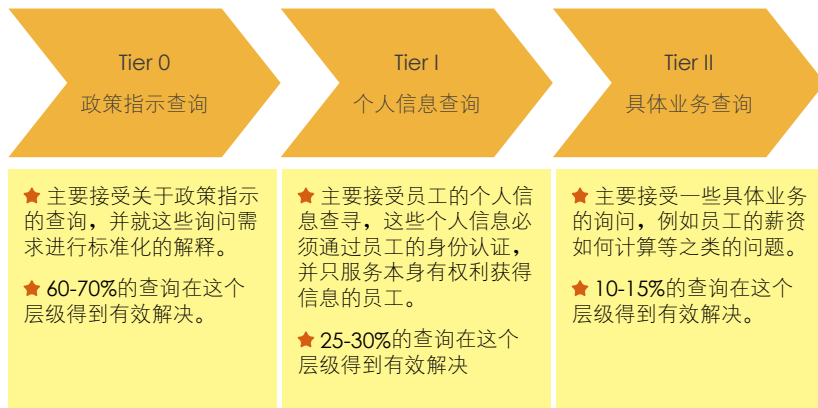 Tier 0
政策指示查询
Tier I
个人信息查询
Tier II
具体业务查询
主要接受关于政策指示
的查询，并就这些询问需
求进行标准化的解释。
60-70%的查询在这个
层级得到有效解决。
主要接受员工的个人信
息查寻，这些个人信息必
须通过员工的身份认证，
并只服务本身有权利获得
信息的员工。
25-30%的查询在这个
层级得到有效解决
主要接受一些具体业务
的询问，例如员工的薪资
如何计算等之类的问题。
10-15%的查询在这个
层级得到有效解决。